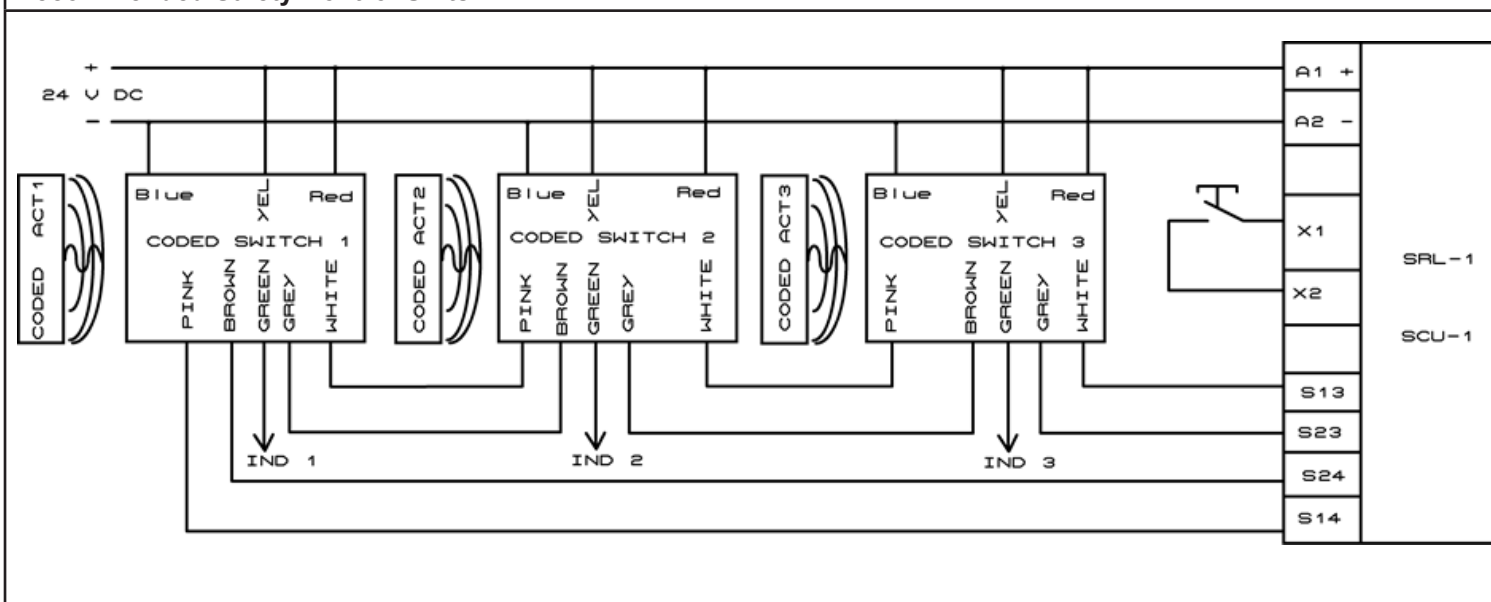 +
24 V DC
-
CODED ACT1
Blue YEL Red
CODED SWITCH 1
PINK BROWN GREEN GREY WHITE
IND 1
CODED ACT2
Blue YEL Red
CODED SWITCH 2
PINK BROWN GREEN GREY WHITE
IND 2
CODED ACT3
Blue YEL Red
CODED SWITCH 3
PINK BROWN GREEN GREY WHITE
IND 3
A1 +
A2 -
X1
X2
S13
S23
S24
S14
SRL-1
SCU-1